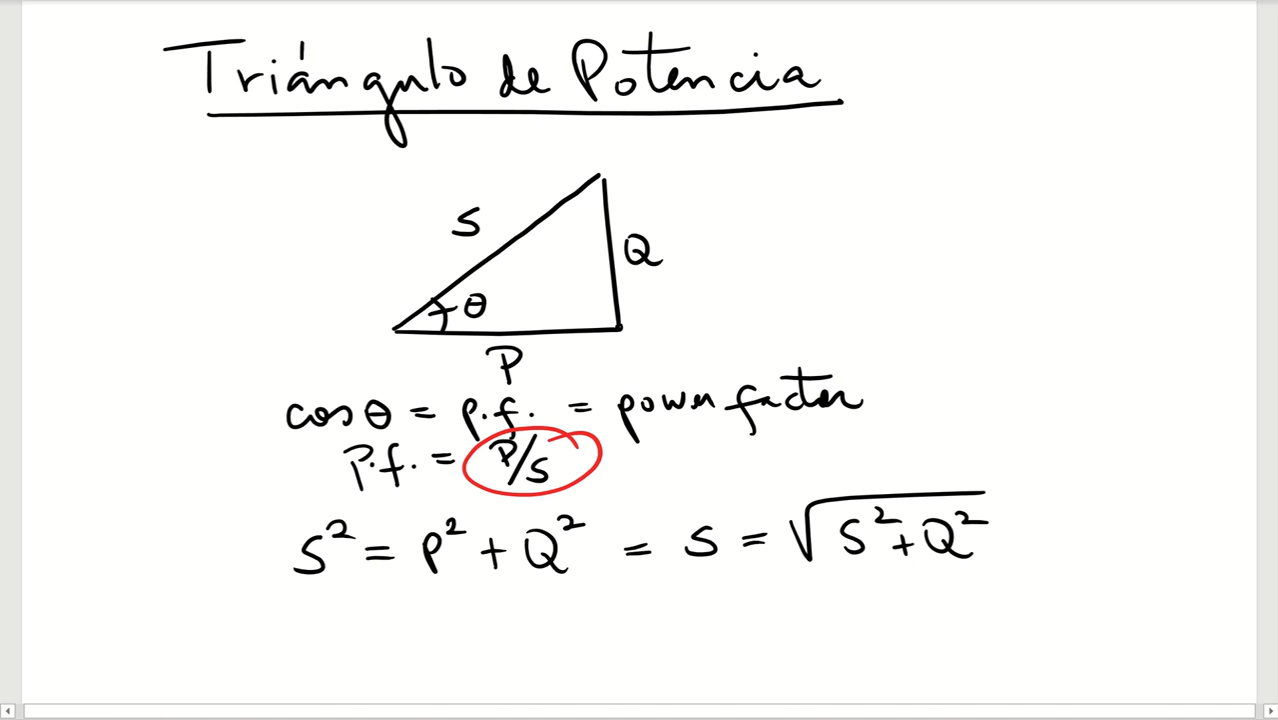 Triángulo de Potencia
S
Q
θ
P
cos θ = p.f. = power factor
P.f. = P/S
S² = P² + Q² = S = √S²+Q²